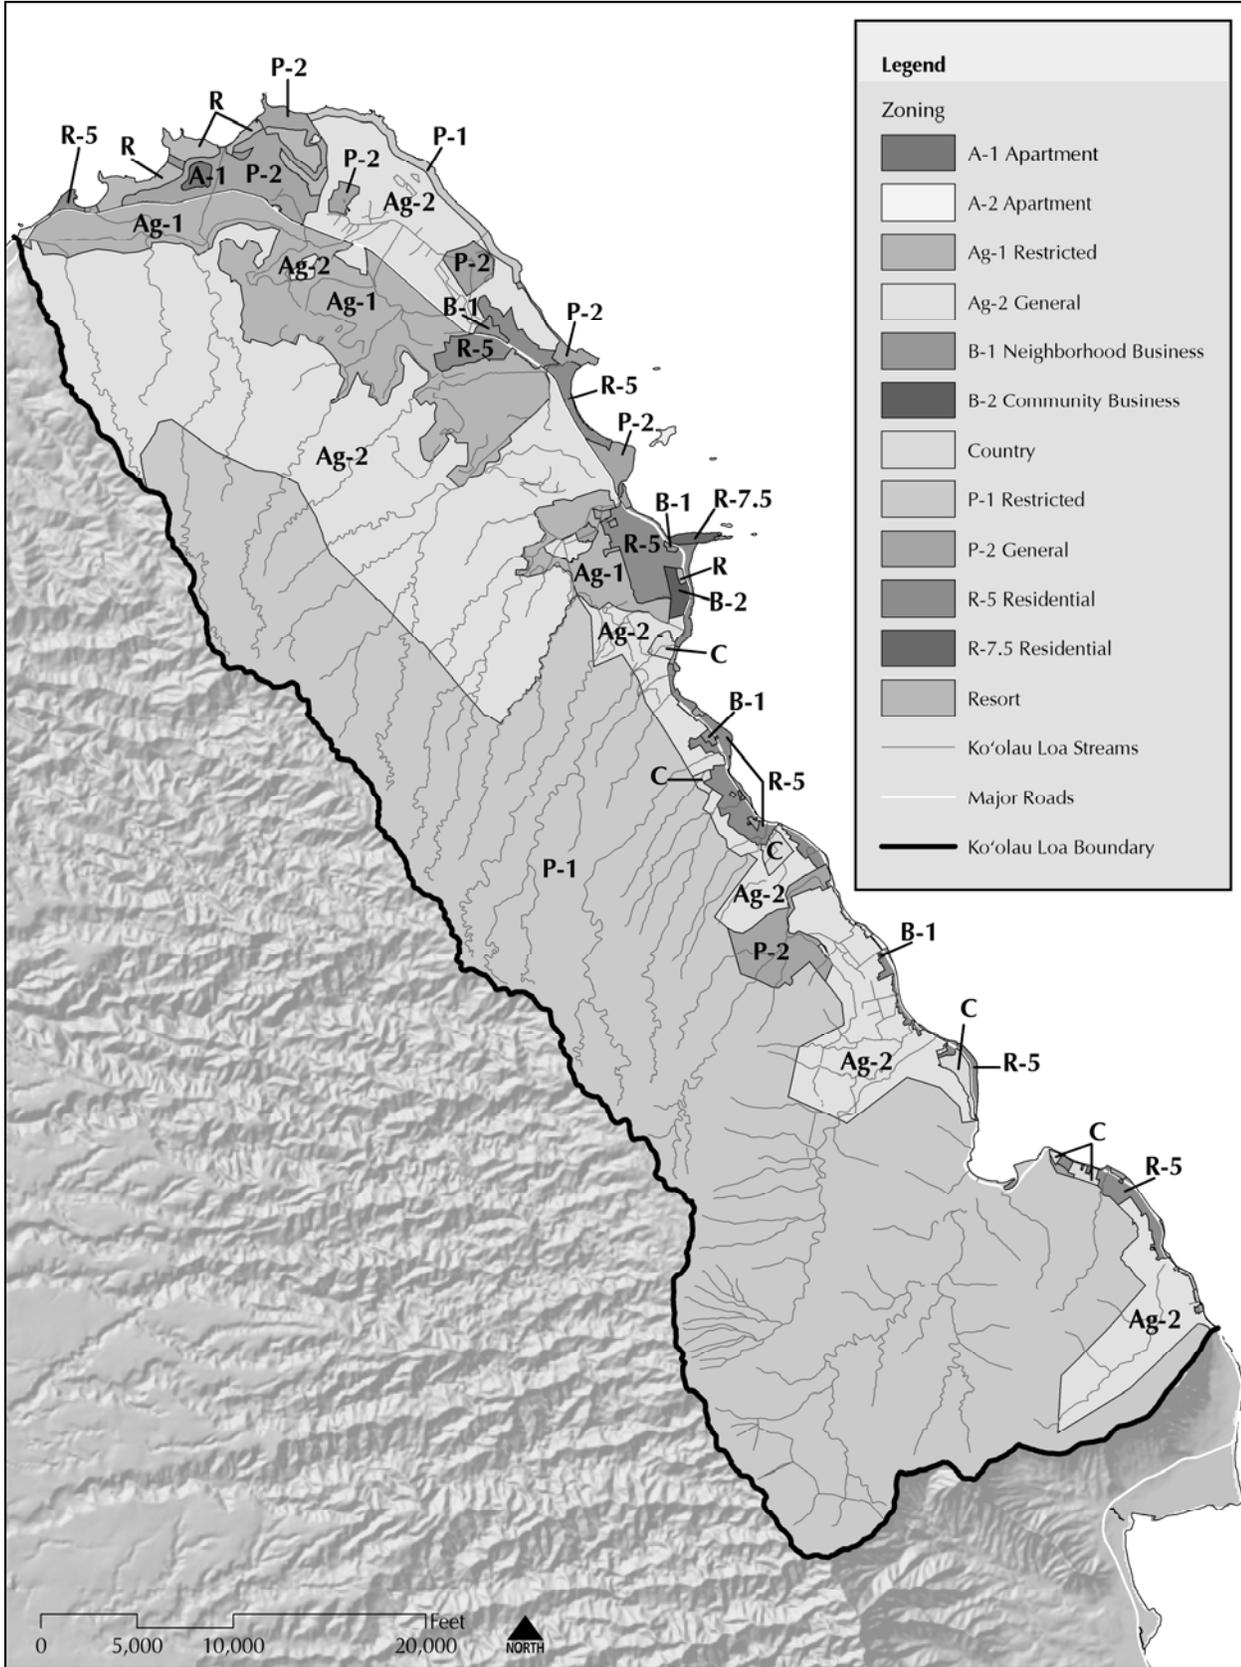 P-2
R
R-5
R
P-1
P-2
A-1
P-2
Ag-2
Ag-1
Ag-2
P-2
Ag-1
B-1
P-2
R-5
R-5
P-2
Ag-2
B-1
R-7.5
R-5
R
Ag-1
B-2
Ag-2
C
B-1
C
R-5
C
P-1
Ag-2
B-1
P-2
C
Ag-2
R-5
C
R-5
Ag-2
Legend
Zoning
A-1 Apartment
A-2 Apartment
Ag-1 Restricted
Ag-2 General
B-1 Neighborhood Business
B-2 Community Business
Country
P-1 Restricted
P-2 General
R-5 Residential
R-7.5 Residential
Resort
Koʻolau Loa Streams
Major Roads
Koʻolau Loa Boundary
Feet
0 5,000 10,000 20,000
NORTH